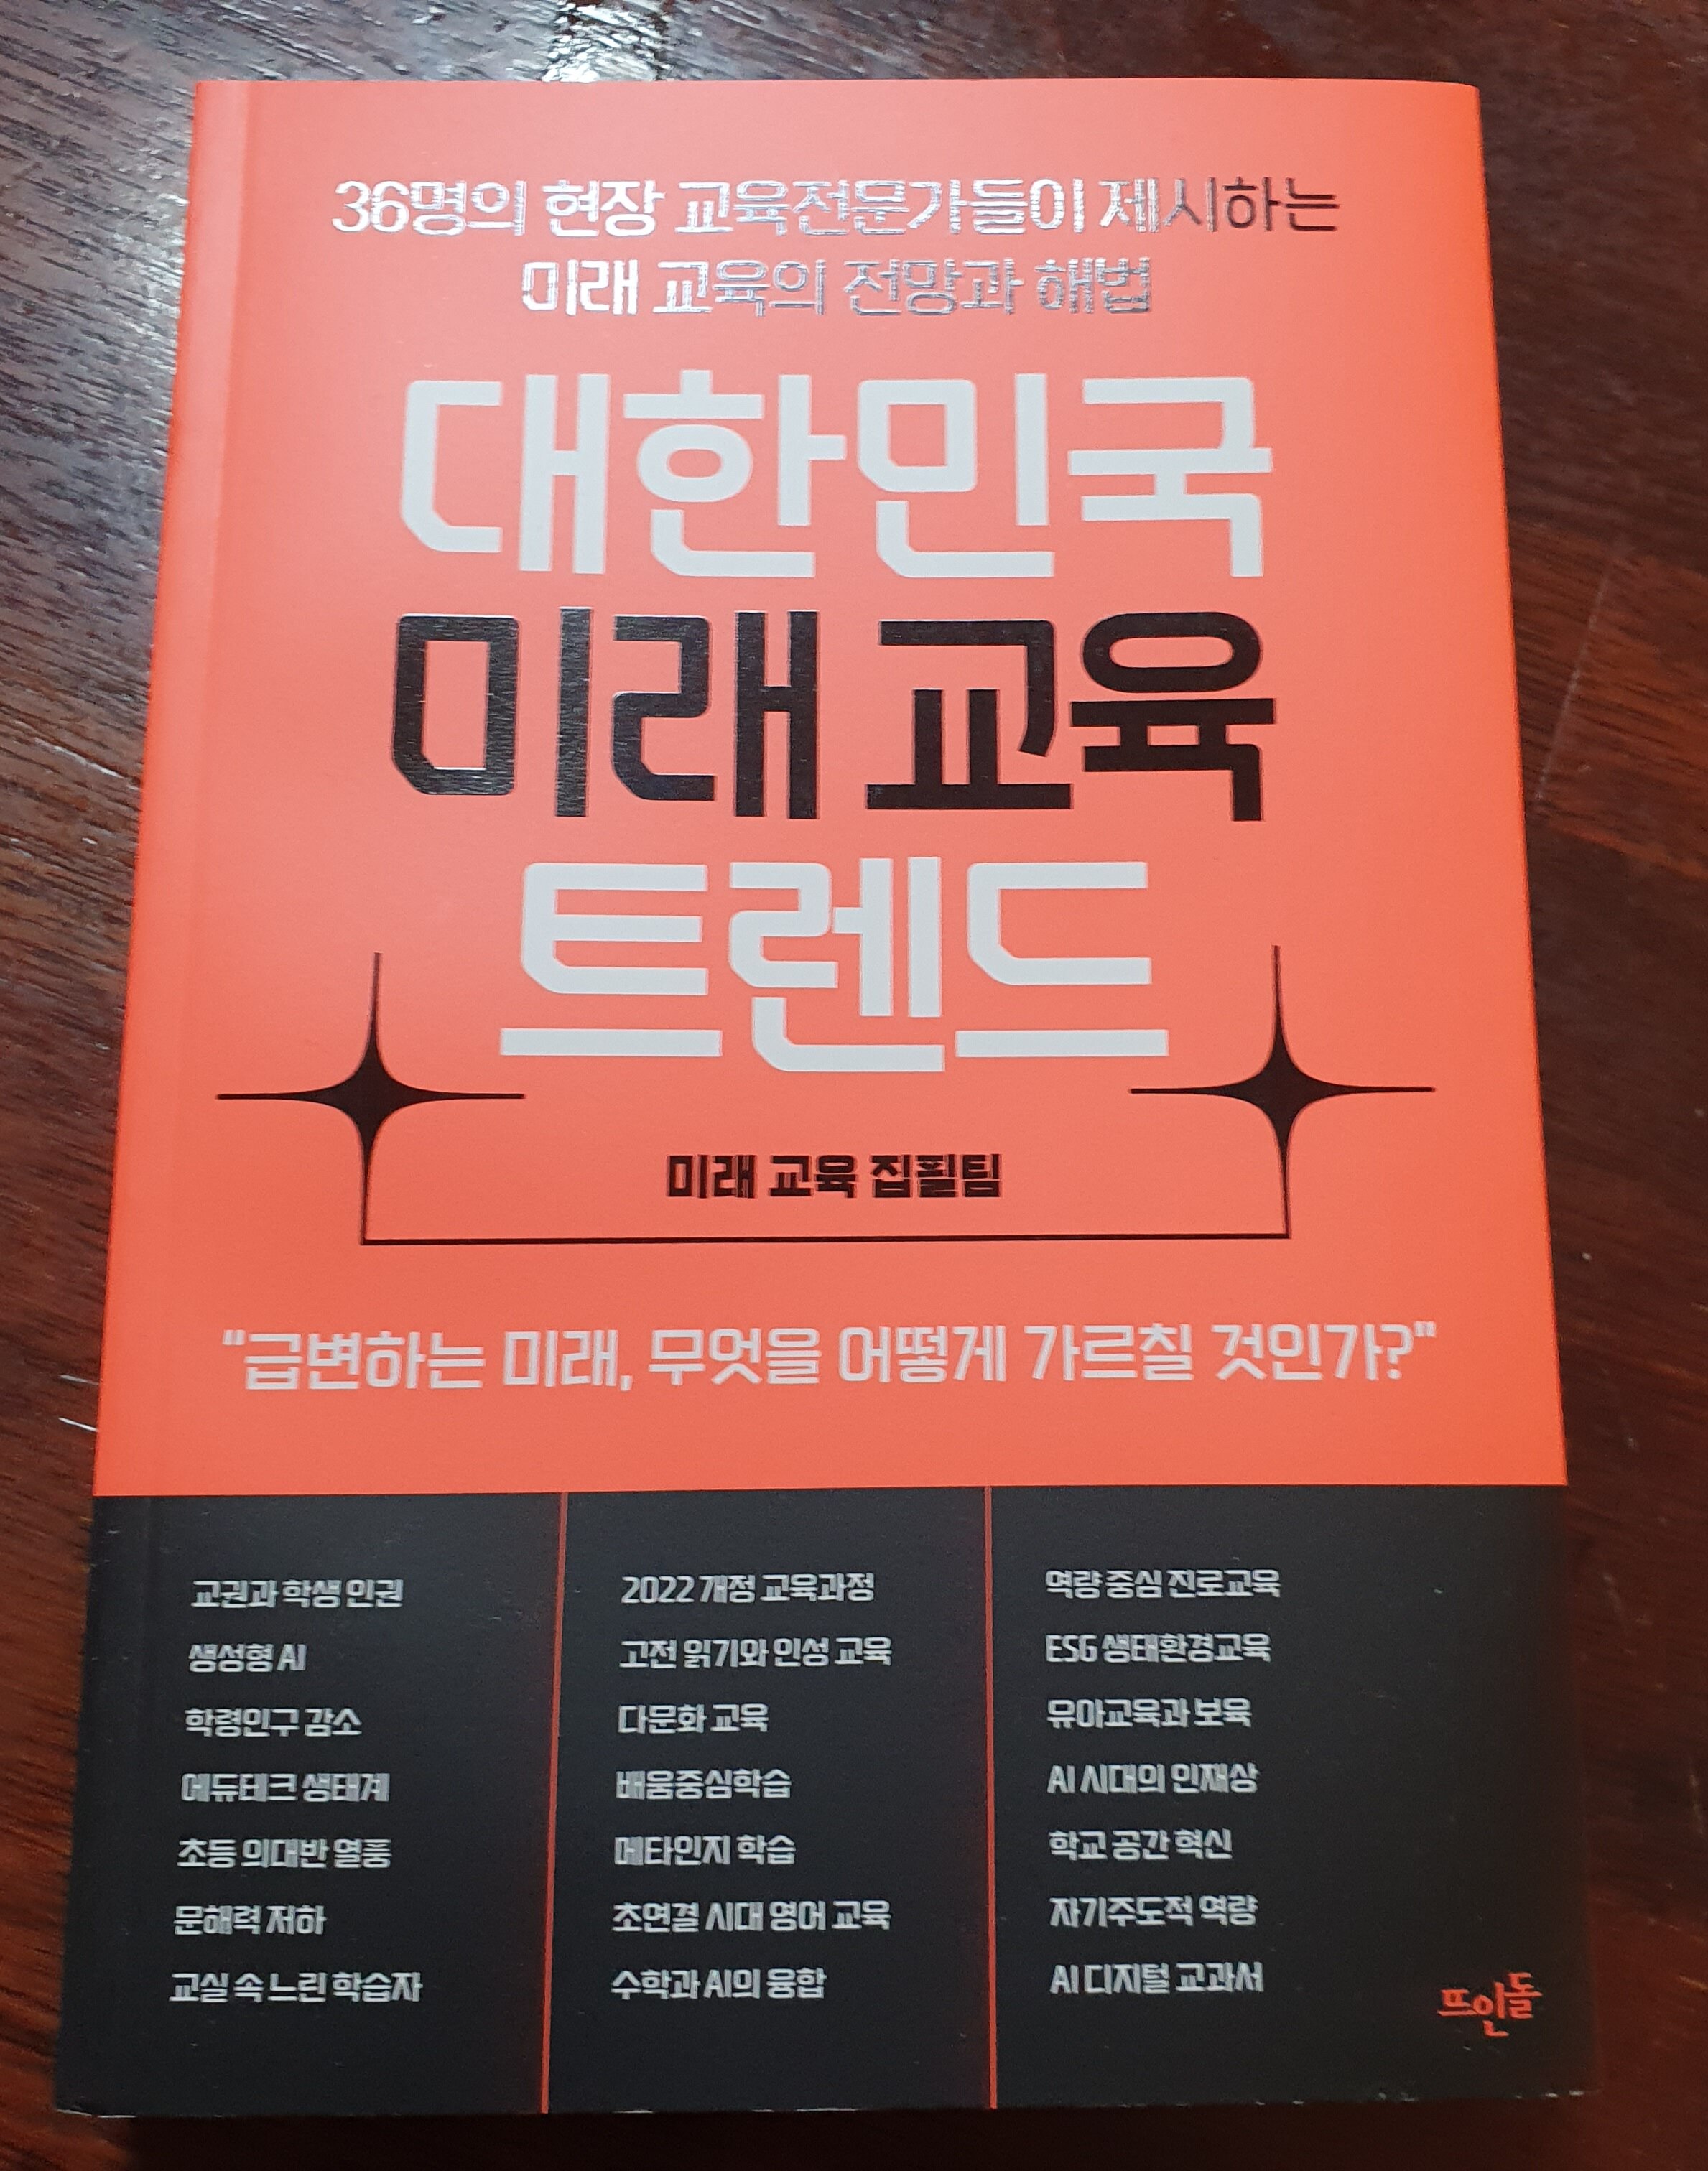 36명의 현장 교육전문가들이 제시하는
미래 교육의 전망과 해법
대한민국
미래 교육
트렌드
미래 교육 집필팀
"급변하는 미래, 무엇을 어떻게 가르칠 것인가?"
교권과 학생 인권
생성형 AI
학령인구 감소
에듀테크 생태계
초등 의대반 열풍
문해력 저하
교실 속 느린 학습자
2022 개정 교육과정
고전 읽기와 인성 교육
다문화 교육
배움중심학습
메타인지 학습
초연결 시대 영어 교육
수학과 AI의 융합
역량 중심 진로교육
ESG 생태환경교육
유아교육과 보육
AI 시대의 인재상
학교 공간 혁신
자기주도적 역량
AI 디지털 교과서
뜨인돌